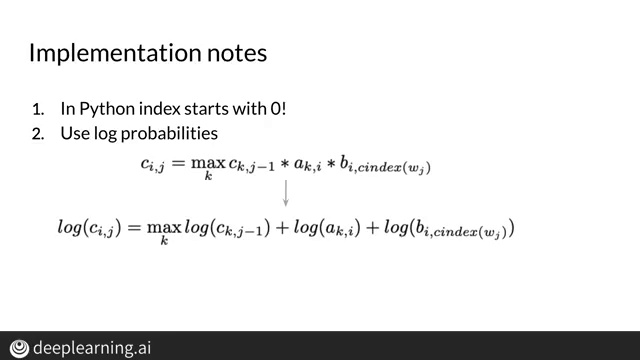 Implementation notes
1. In Python index starts with 0!
2. Use log probabilities
c_{i,j} = max_k c_{k,j−1} * a_{k,i} * b_{i,cindex(w_j)}
log(c_{i,j}) = max_k log(c_{k,j−1}) + log(a_{k,i}) + log(b_{i,cindex(w_j)})
deeplearning.ai